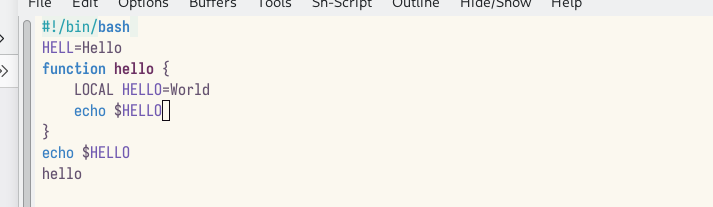 File Edit Options Buffers Tools Sh-Script Outline Hide/Show Help
#!/bin/bash
HELL=Hello
function hello {
    LOCAL HELLO=World
    echo $HELLO
}
echo $HELLO
hello